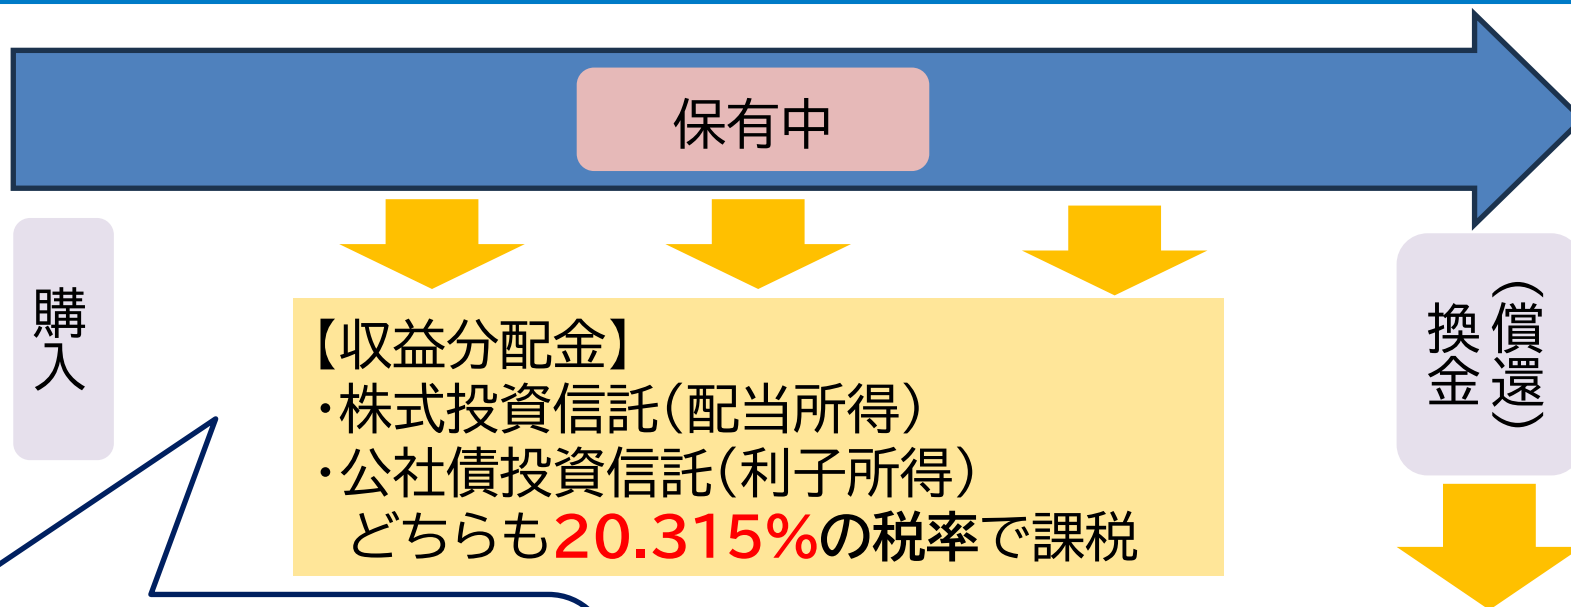 保有中
購入
【収益分配金】
・株式投資信託(配当所得)
・公社債投資信託(利子所得)
どちらも20.315%の税率で課税
換金
(償還)